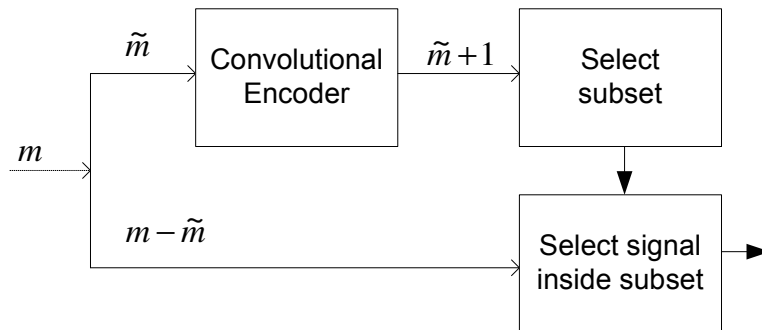 m̃
Convolutional
Encoder
m̃ + 1
Select
subset
m
m − m̃
Select signal
inside subset